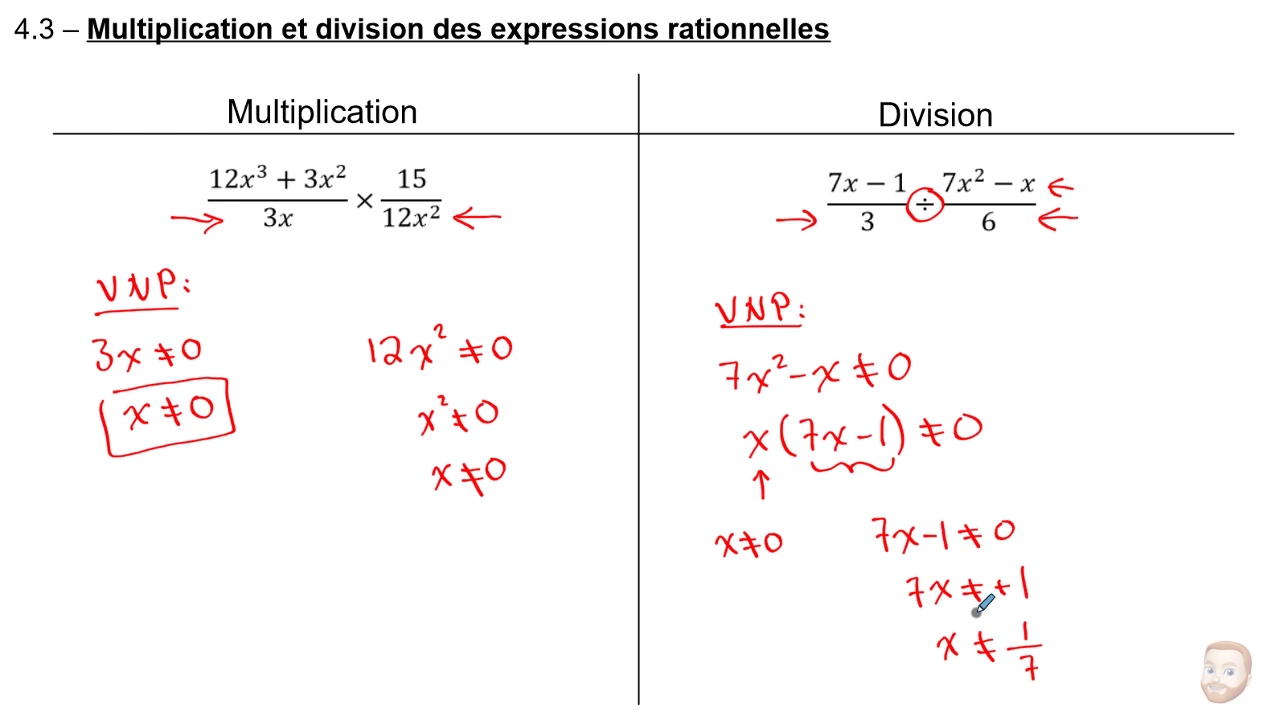 4.3 – Multiplication et division des expressions rationnelles
Multiplication
12x³ + 3x² / 3x × 15 / 12x²
VNP:
3x ≠ 0
x ≠ 0
12x² ≠ 0
x² ≠ 0
x ≠ 0
Division
7x − 1 / 3 ÷ 7x² − x / 6
VNP:
7x² − x ≠ 0
x (7x − 1) ≠ 0
x ≠ 0
7x − 1 ≠ 0
7x ≠ +1
x ≠ 1/7